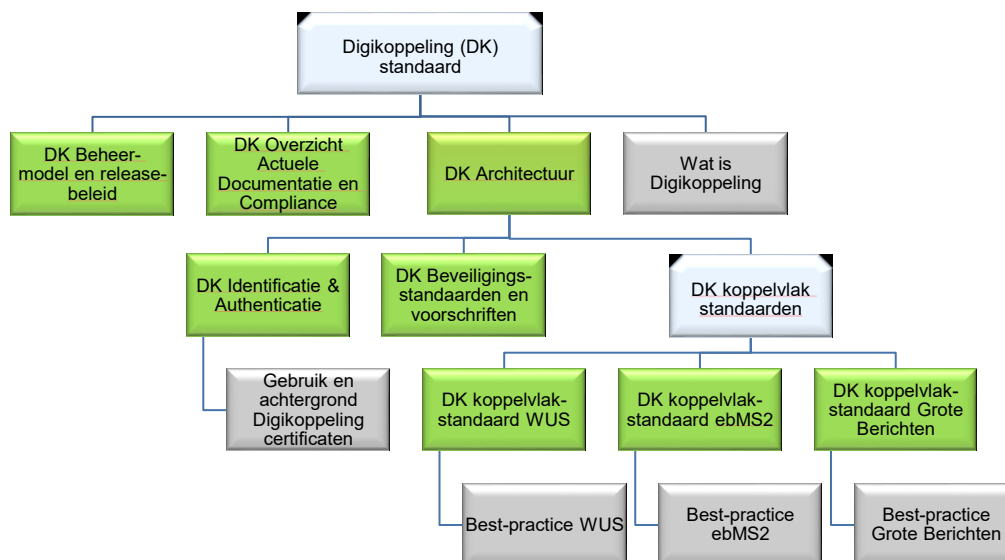 Digikoppeling (DK)
standaard
DK Beheer-
model en release-
beleid
DK Overzicht
Actuele
Documentatie en
Compliance
DK Architectuur
Wat is
Digikoppeling
DK Identificatie &
Authenticatie
DK Beveiligings-
standaarden en
voorschriften
DK koppelvlak
standaarden
Gebruik en
achtergrond
Digikoppeling
certificaten
DK koppelvlak-
standaard WUS
DK koppelvlak-
standaard ebMS2
DK koppelvlak-
standaard Grote
Berichten
Best-practice WUS
Best-practice
ebMS2
Best-practice
Grote Berichten